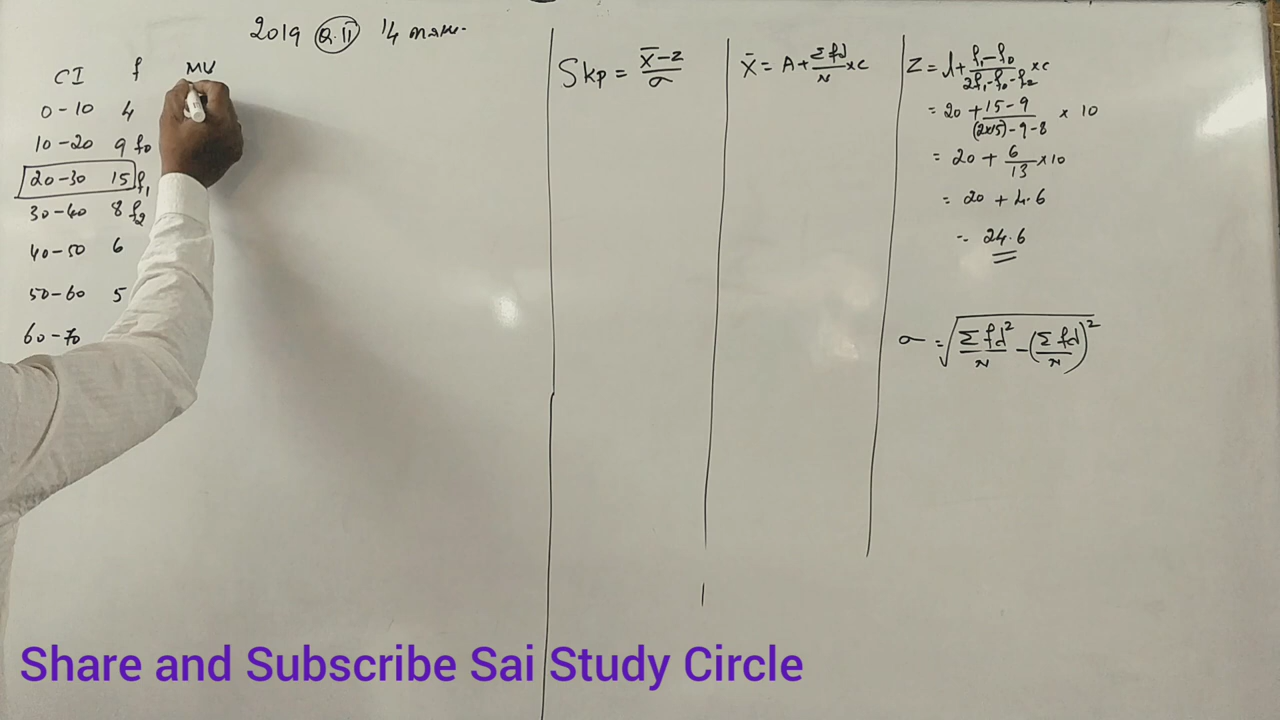 2019 Q.II 14 mark.
CI f MV
0-10 4
10-20 9 f₀
20-30 15 f₁
30-40 8 f₂
40-50 6
50-60 5
60-70
Skp = x̄-z/σ
x̄ = A + Σfd/N × c
Z = l + f₁-f₀/2f₁-f₀-f₂ × c
= 20 + 15-9/(2×15)-9-8 × 10
= 20 + 6/13 × 10
= 20 + 4.6
= 24.6
σ = √Σfd²/N - (Σfd/N)²
Share and Subscribe Sai Study Circle